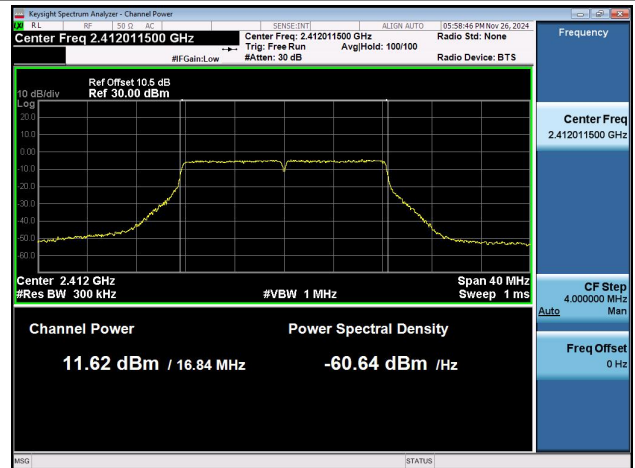 Keysight Spectrum Analyzer - Channel Power
LXI RL RF 50 Ω AC SENSE:INT ALIGN AUTO 05:58:46 PM Nov 26, 2024
Center Freq 2.412011500 GHz
Center Freq: 2.412011500 GHz
Radio Std: None
Trig: Free Run Avg|Hold: 100/100
#IFGain:Low #Atten: 30 dB Radio Device: BTS
Ref Offset 10.5 dB
10 dB/div Ref 30.00 dBm
Log
20.0
10.0
0.00
-10.0
-20.0
-30.0
-40.0
-50.0
-60.0
Center 2.412 GHz Span 40 MHz
#Res BW 300 kHz #VBW 1 MHz Sweep 1 ms
Channel Power Power Spectral Density
11.62 dBm / 16.84 MHz -60.64 dBm /Hz
Frequency
Center Freq
2.412011500 GHz
CF Step
4.000000 MHz
Auto Man
Freq Offset
0 Hz
MSG STATUS